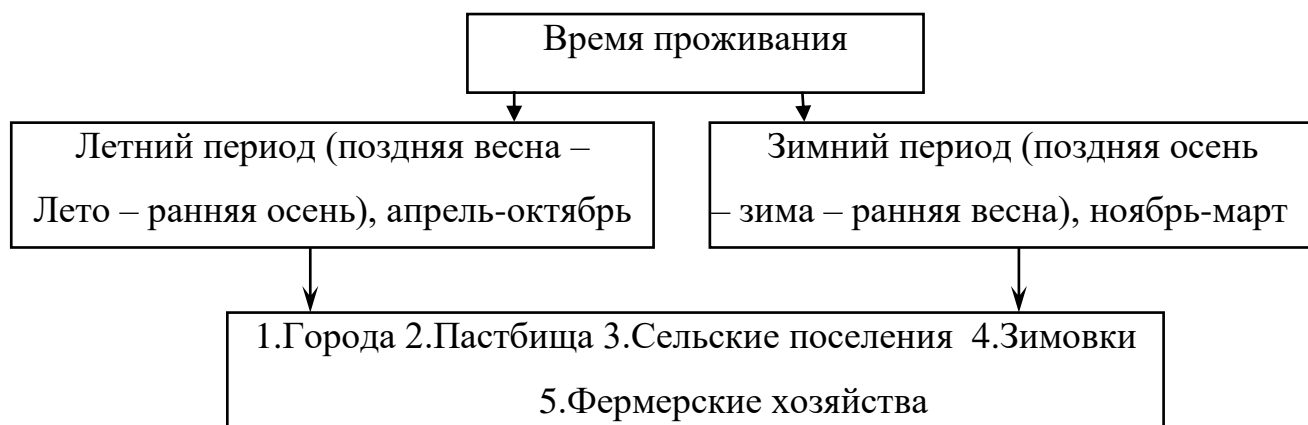 Время проживания
Летний период (поздняя весна –
Лето – ранняя осень), апрель-октябрь
Зимний период (поздняя осень
– зима – ранняя весна), ноябрь-март
1.Города 2.Пастбища 3.Сельские поселения 4.Зимовки
5.Фермерские хозяйства